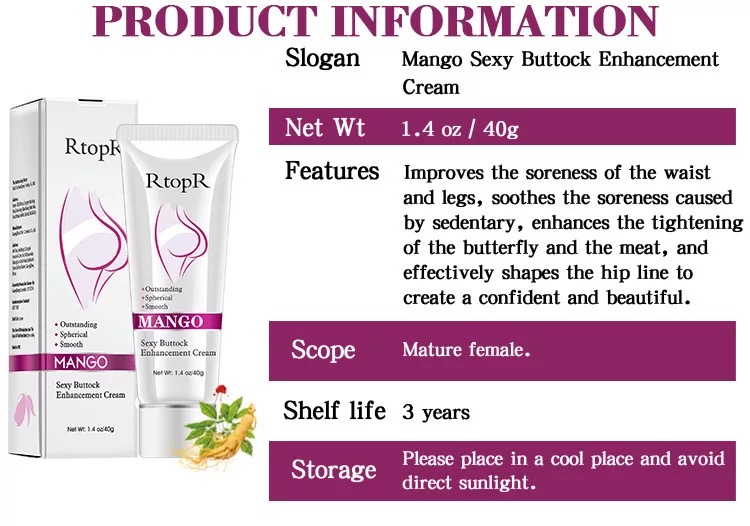 PRODUCT INFORMATION
Slogan
Mango Sexy Buttock Enhancement
Cream
Net Wt
1.4 oz / 40g
Features
Improves the soreness of the waist
and legs, soothes the soreness caused
by sedentary, enhances the tightening
of the butterfly and the meat, and
effectively shapes the hip line to
create a confident and beautiful.
Scope
Mature female.
Shelf life
3 years
Storage
Please place in a cool place and avoid
direct sunlight.
RtopR
• Outstanding
• Spherical
• Smooth
MANGO
Sexy Buttock
Enhancement Cream
Net Wt: 1.4 oz/40g
RtopR
•Outstanding
•Spherical
•Smooth
MANGO
Sexy Buttock
Enhancement Cream
Net Wt: 1.4 oz/40g